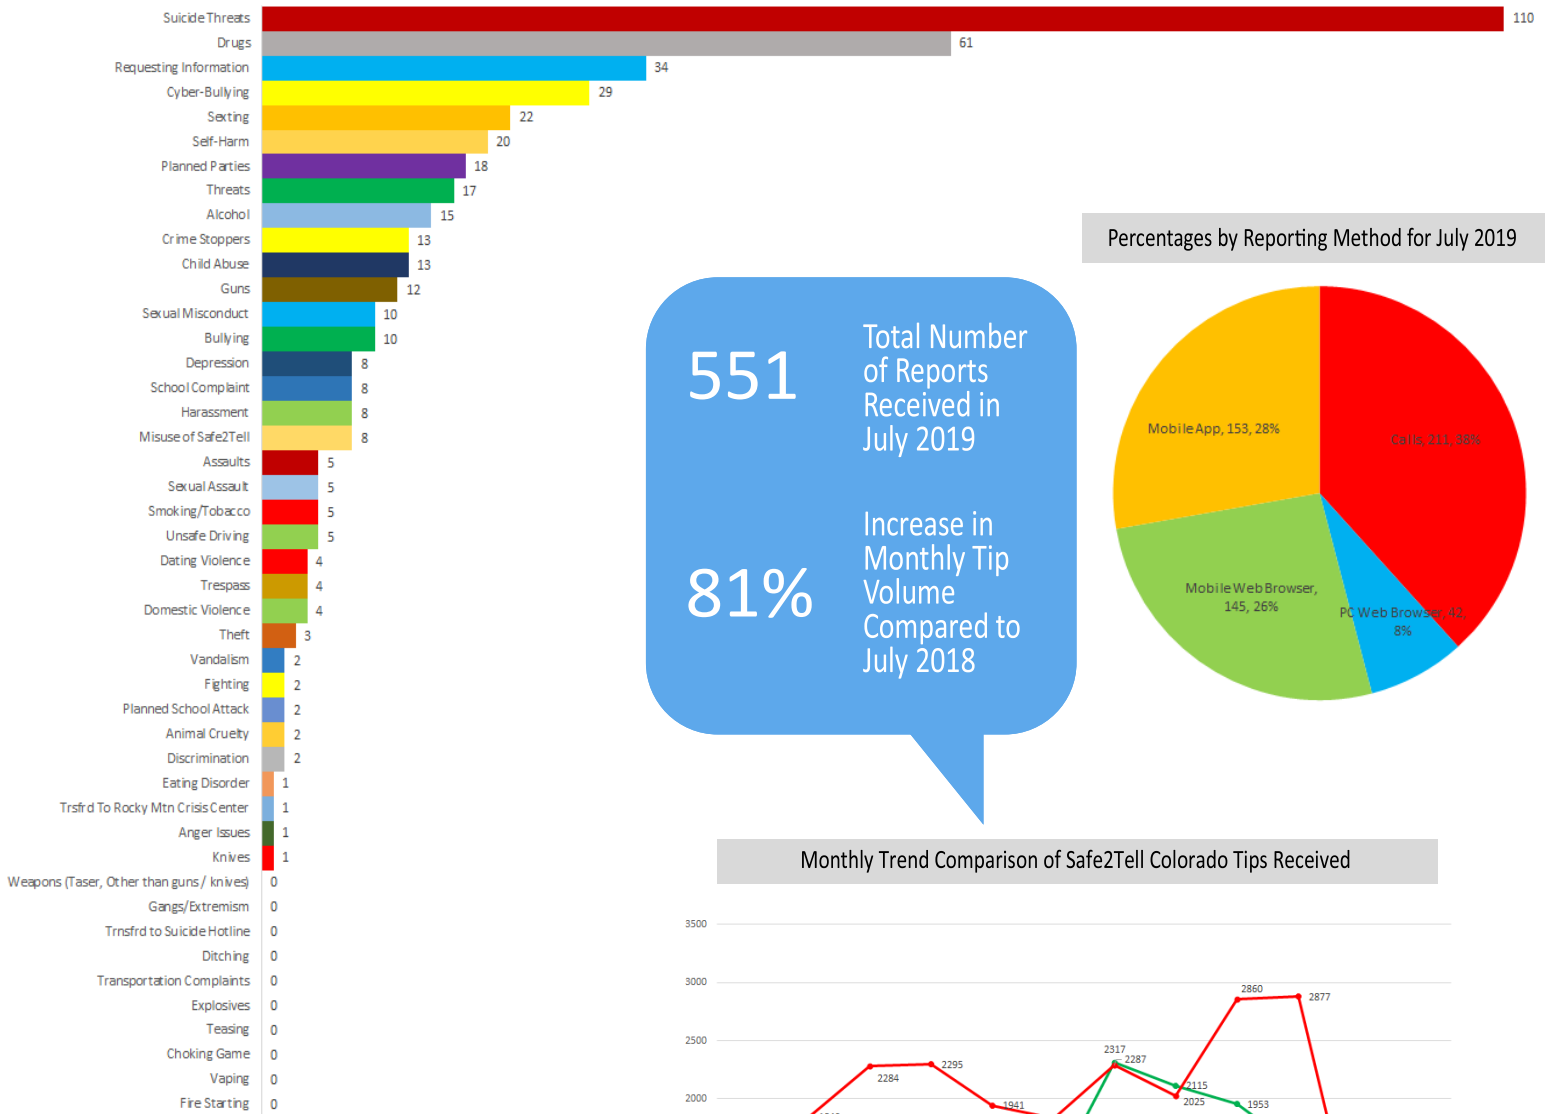 Suicide Threats 110
Drugs 61
Requesting Information 34
Cyber-Bullying 29
Sexting 22
Self-Harm 20
Planned Parties 18
Threats 17
Alcohol 15
Crime Stoppers 13
Child Abuse 13
Guns 12
Sexual Misconduct 10
Bullying 10
Depression 8
School Complaint 8
Harassment 8
Misuse of Safe2Tell 8
Assaults 5
Sexual Assault 5
Smoking/Tobacco 5
Unsafe Driving 5
Dating Violence 4
Trespass 4
Domestic Violence 4
Theft 3
Vandalism 2
Fighting 2
Planned School Attack 2
Animal Cruelty 2
Discrimination 2
Eating Disorder 1
Trsfrd To Rocky Mtn Crisis Center 1
Anger Issues 1
Knives 1
Weapons (Taser, Other than guns / knives) 0
Gangs/Extremism 0
Trnsfrd to Suicide Hotline 0
Ditching 0
Transportation Complaints 0
Explosives 0
Teasing 0
Choking Game 0
Vaping 0
Fire Starting 0
551
Total Number
of Reports
Received in
July 2019
81%
Increase in
Monthly Tip
Volume
Compared to
July 2018
Percentages by Reporting Method for July 2019
Mobile App, 153, 28%
Calls, 211, 38%
Mobile Web Browser,
145, 26%
PC Web Browser, 42,
8%
Monthly Trend Comparison of Safe2Tell Colorado Tips Received
3500
3000
2860
2877
2500
2317
2287
2284
2295
2115
2025
2000
1941
1953